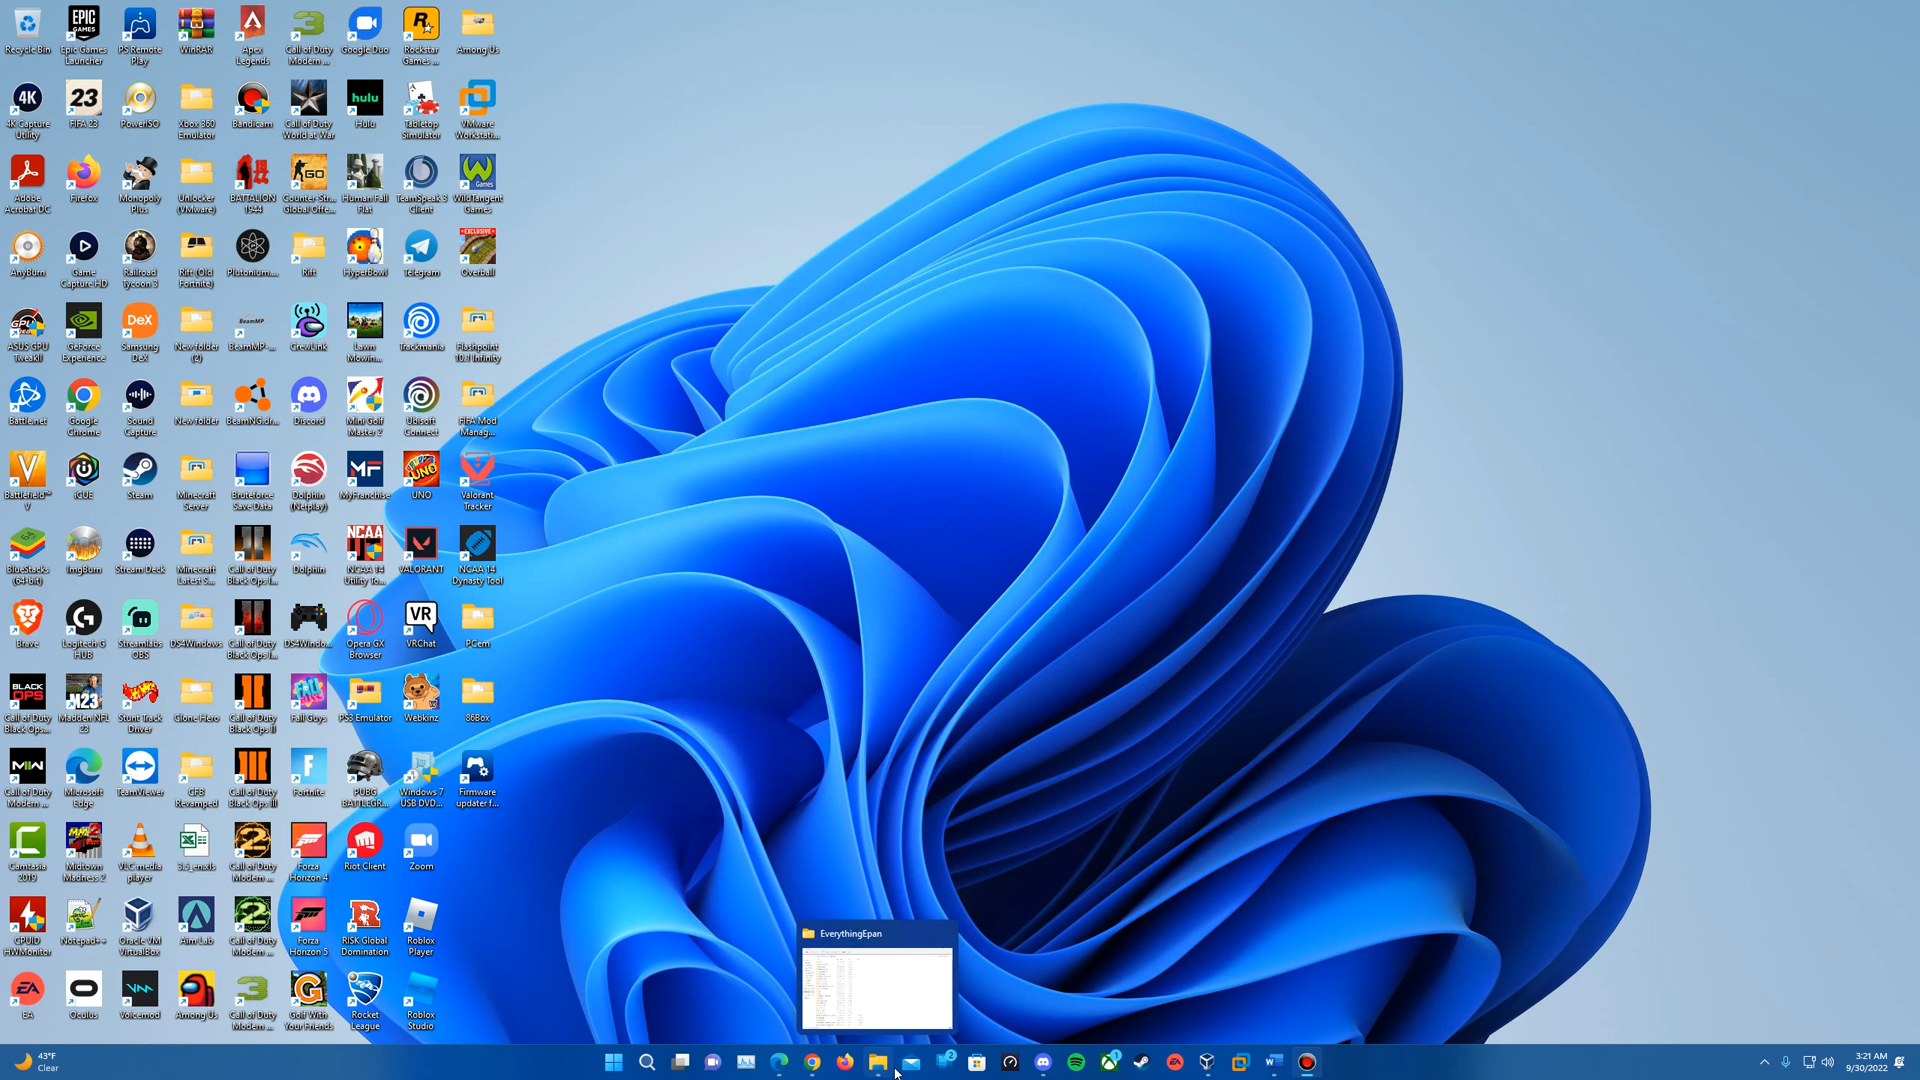 Recycle Bin
Epic Games Launcher
PS Remote Play
WinRAR
Apex Legends
Call of Duty Modern ...
Google Duo
Rockstar Games ...
Among Us
4K Capture Utility
FIFA 23
PowerISO
Xbox 360 Emulator
Bandicam
Call of Duty World at War
Hulu
Tabletop Simulator
VMware Workstati...
Adobe Acrobat DC
Firefox
Monopoly Plus
Unlocker (VMware)
BATTALION 1944
Counter-Str... Global Offe...
Human Fall Flat
TeamSpeak 3 Client
WildTangent Games
AnyBurn
Game Capture HD
Railroad Tycoon 3
Rift (Old Fortnite)
Plutonium....
Rift
HyperBowl
Telegram
Overball
ASUS GPU TweakII
GeForce Experience
Samsung DeX
New folder (2)
BeamMP-...
CrewLink
Lawn Mowin...
Trackmania
Flashpoint 10.1 Infinity
Battle.net
Google Chrome
Sound Capture
New folder
BeamNG.dr...
Discord
Mini Golf Master 2
Ubisoft Connect
FIFA Mod Manag...
Battlefield™ V
iCUE
Steam
Minecraft Server
Bruteforce Save Data
Dolphin (Netplay)
MyFranchise
UNO
Valorant Tracker
BlueStacks (64-bit)
ImgBurn
Stream Deck
Minecraft Latest S...
Call of Duty Black Ops I...
Dolphin
NCAA 14 Utility To...
VALORANT
NCAA 14 Dynasty Tool
Brave
Logitech G HUB
Streamlabs OBS
DS4Windows
Call of Duty Black Ops I...
DS4Windo...
Opera GX Browser
VRChat
PCem
Call of Duty Black Ops...
Madden NFL 23
Stunt Track Driver
Clone Hero
Call of Duty Black Ops II
Fall Guys
PS3 Emulator
Webkinz
86Box
Call of Duty Modern ...
Microsoft Edge
TeamViewer
CFB Revamped
Call of Duty Black Ops III
Fortnite
PUBG BATTLEGR...
Windows 7 USB DVD...
Firmware updater f...
Camtasia 2019
Midtown Madness 2
VLC media player
3.5_en.xls
Call of Duty Modern ...
Forza Horizon 4
Riot Client
Zoom
CPUID HWMonitor
Notepad++
Oracle VM VirtualBox
Aim Lab
Call of Duty Modern ...
Forza Horizon 5
RISK Global Domination
Roblox Player
EA
Oculus
Voicemod
Among Us
Call of Duty Modern ...
Golf With Your Friends
Rocket League
Roblox Studio
EverythingEpan
43°F
Clear
3:21 AM
9/30/2022